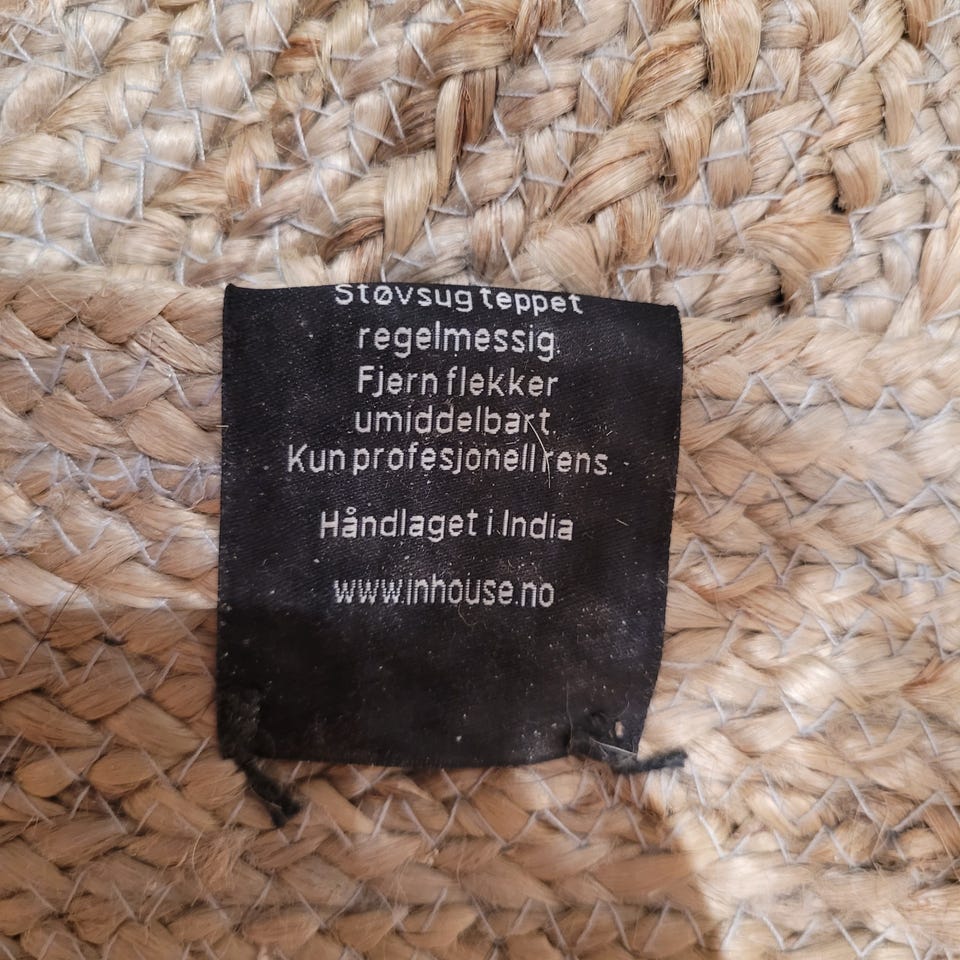 Støvsug teppet
regelmessig.
Fjern flekker
umiddelbart.
Kun profesjonell rens.
Håndlaget i India
www.inhouse.no